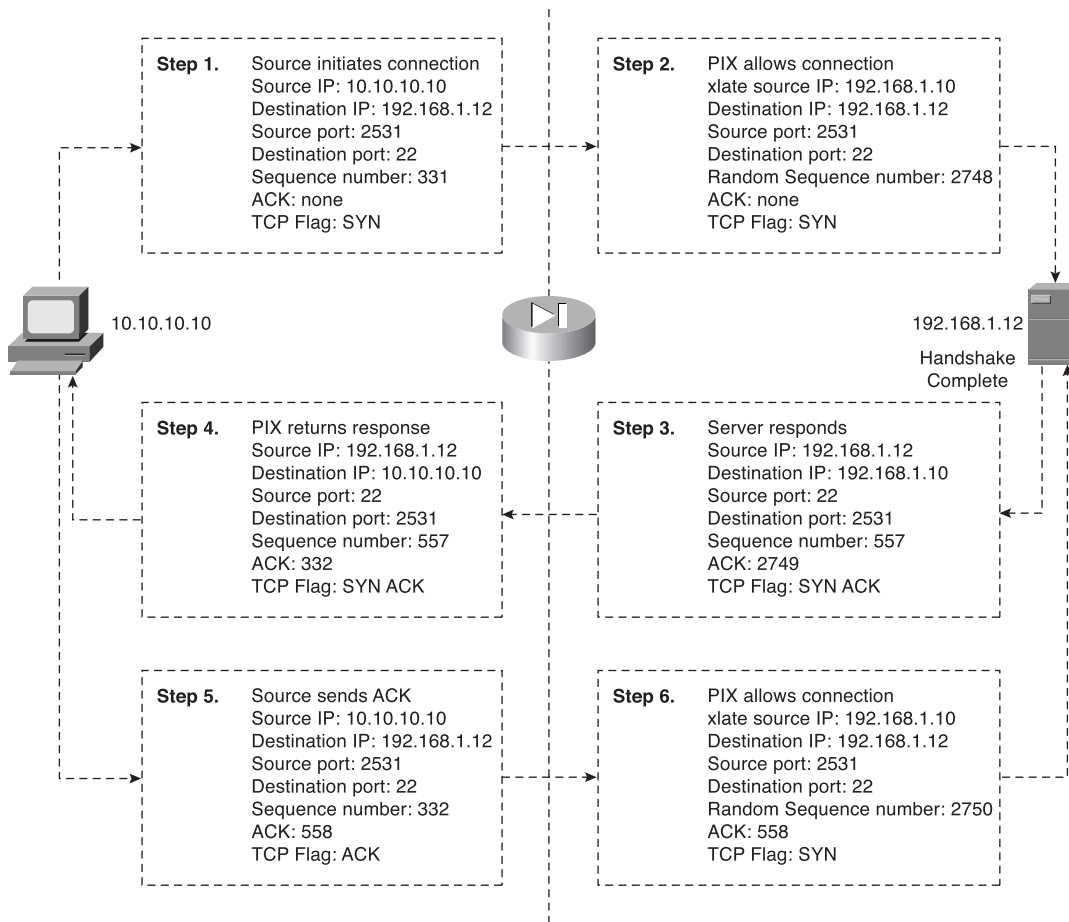 Step 1. Source initiates connection
Source IP: 10.10.10.10
Destination IP: 192.168.1.12
Source port: 2531
Destination port: 22
Sequence number: 331
ACK: none
TCP Flag: SYN
Step 2. PIX allows connection
xlate source IP: 192.168.1.10
Destination IP: 192.168.1.12
Source port: 2531
Destination port: 22
Random Sequence number: 2748
ACK: none
TCP Flag: SYN
10.10.10.10
192.168.1.12
Handshake
Complete
Step 4. PIX returns response
Source IP: 192.168.1.12
Destination IP: 10.10.10.10
Source port: 22
Destination port: 2531
Sequence number: 557
ACK: 332
TCP Flag: SYN ACK
Step 3. Server responds
Source IP: 192.168.1.12
Destination IP: 192.168.1.10
Source port: 22
Destination port: 2531
Sequence number: 557
ACK: 2749
TCP Flag: SYN ACK
Step 5. Source sends ACK
Source IP: 10.10.10.10
Destination IP: 192.168.1.12
Source port: 2531
Destination port: 22
Sequence number: 332
ACK: 558
TCP Flag: ACK
Step 6. PIX allows connection
xlate source IP: 192.168.1.10
Destination IP: 192.168.1.12
Source port: 2531
Destination port: 22
Random Sequence number: 2750
ACK: 558
TCP Flag: SYN